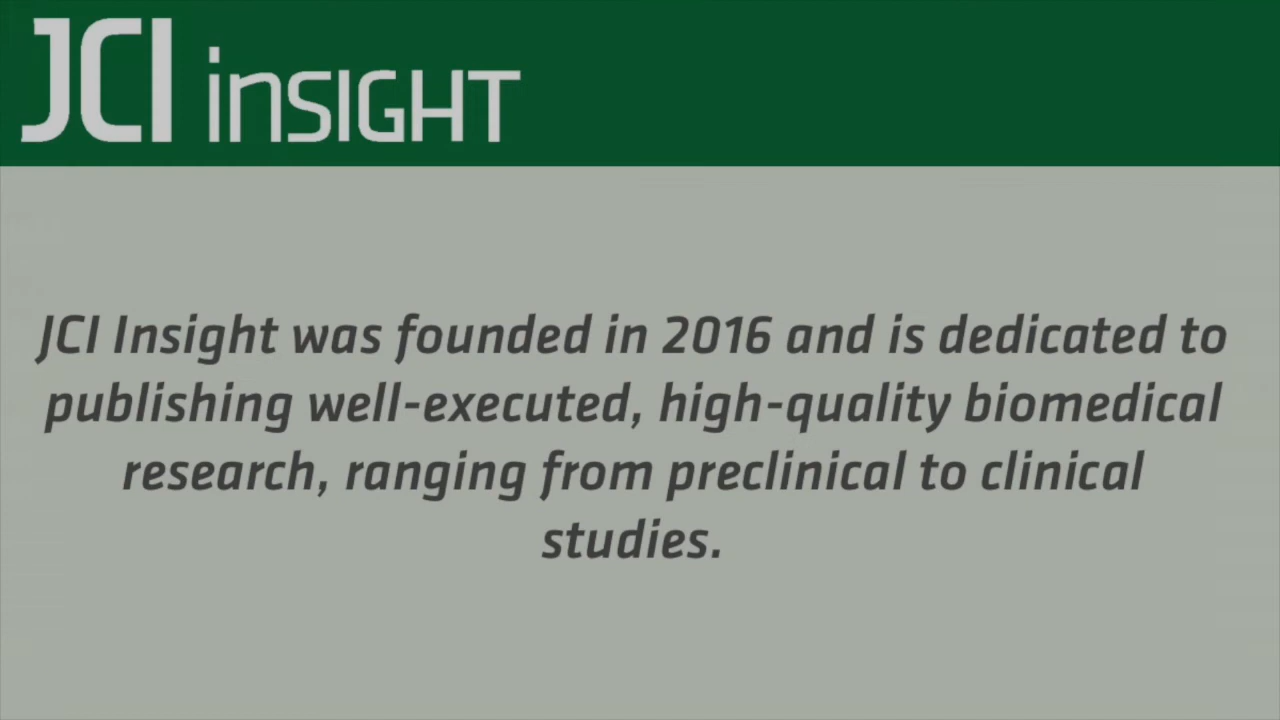 JCI inSIGHT
JCI Insight was founded in 2016 and is dedicated to
publishing well-executed, high-quality biomedical
research, ranging from preclinical to clinical
studies.